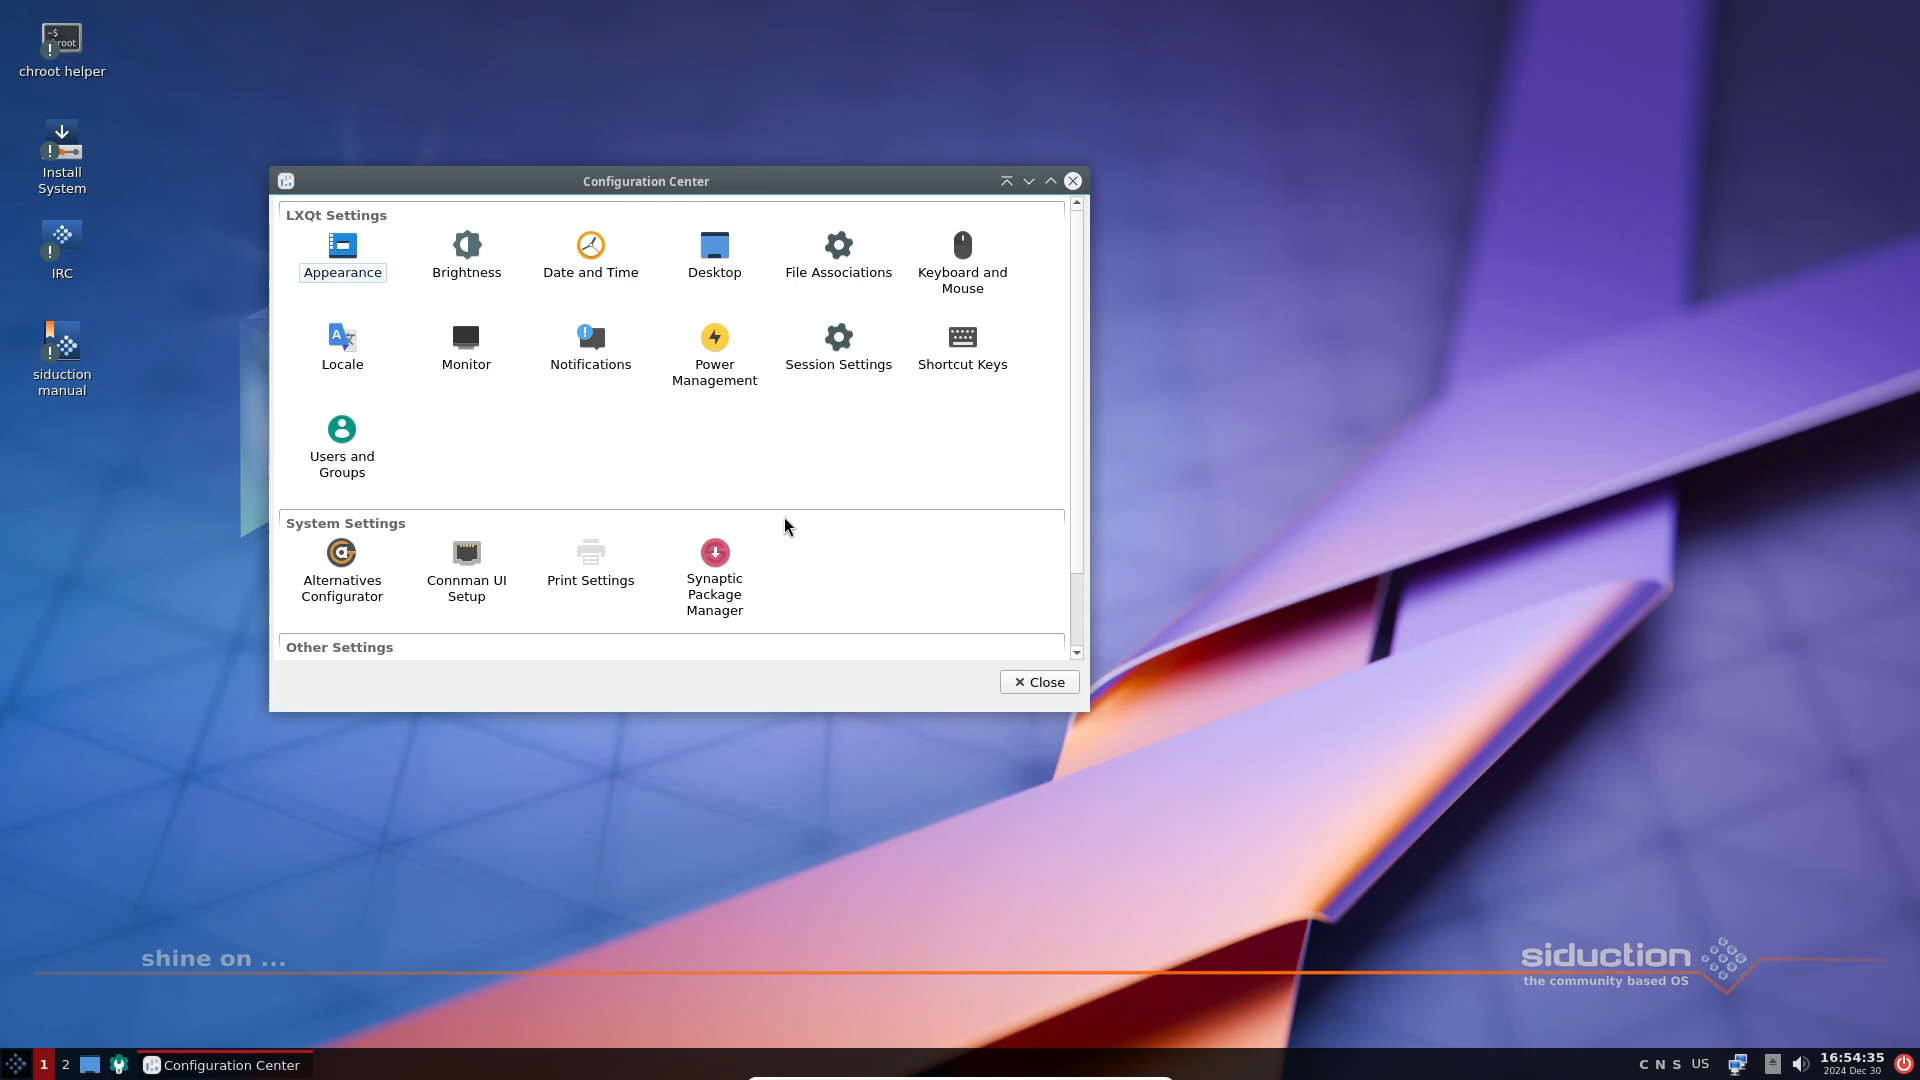 ~$
chroot helper
Install
System
IRC
siduction
manual
Configuration Center
LXQt Settings
Appearance
Brightness
Date and Time
Desktop
File Associations
Keyboard and
Mouse
Locale
Monitor
Notifications
Power
Management
Session Settings
Shortcut Keys
Users and
Groups
System Settings
Alternatives
Configurator
Connman UI
Setup
Print Settings
Synaptic
Package
Manager
Other Settings
Close
shine on ...
siduction
the community based OS
1
2
Configuration Center
C N S
US
16:54:35
2024 Dec 30